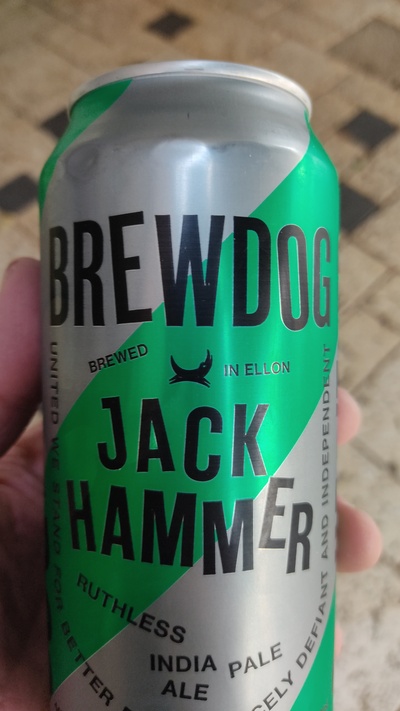 BREWDOG
BREWED IN ELLON
JACK
HAMMER
RUTHLESS
INDIA PALE
ALE
UNITED WE STAND FOR BETTER
DEFIANT AND INDEPENDENT